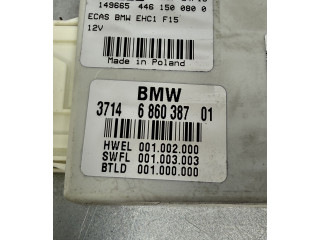 149665 446 150 080 0
ECAS BMW EHC1 F15
12V
Made in Poland
BMW
3714 6 860 387 01
HWEL 001.002.000
SWFL 001.003.003
BTLD 001.000.000